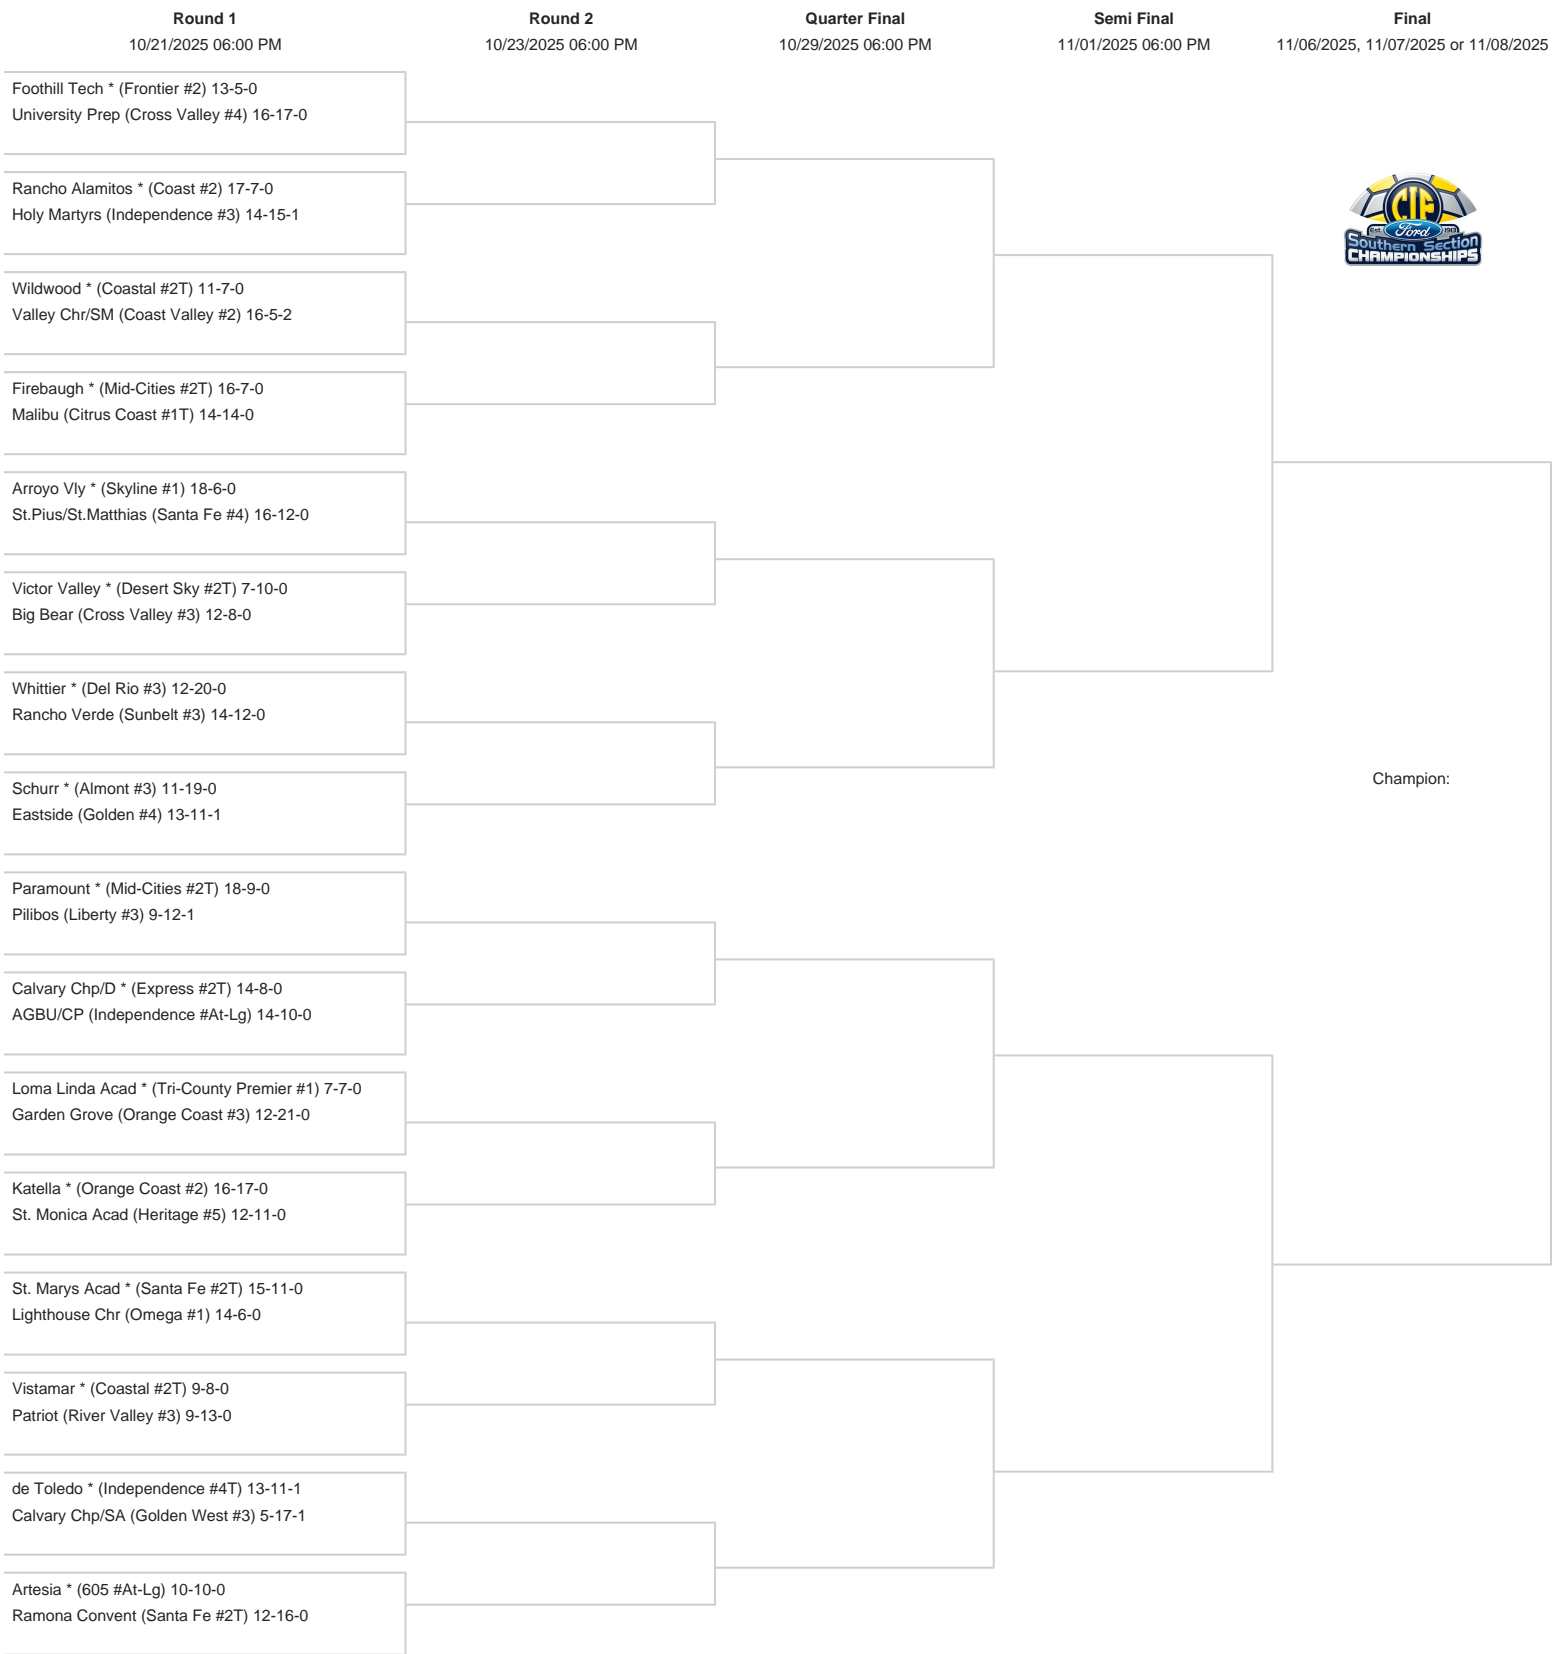 Round 1
10/21/2025 06:00 PM
Round 2
10/23/2025 06:00 PM
Quarter Final
10/29/2025 06:00 PM
Semi Final
11/01/2025 06:00 PM
Final
11/06/2025, 11/07/2025 or 11/08/2025
Foothill Tech * (Frontier #2) 13-5-0
University Prep (Cross Valley #4) 16-17-0
Rancho Alamitos * (Coast #2) 17-7-0
Holy Martyrs (Independence #3) 14-15-1
CIF
Est. 1913
Ford
Southern Section
CHAMPIONSHIPS
Wildwood * (Coastal #2T) 11-7-0
Valley Chr/SM (Coast Valley #2) 16-5-2
Firebaugh * (Mid-Cities #2T) 16-7-0
Malibu (Citrus Coast #1T) 14-14-0
Arroyo Vly * (Skyline #1) 18-6-0
St.Pius/St.Matthias (Santa Fe #4) 16-12-0
Victor Valley * (Desert Sky #2T) 7-10-0
Big Bear (Cross Valley #3) 12-8-0
Whittier * (Del Rio #3) 12-20-0
Rancho Verde (Sunbelt #3) 14-12-0
Schurr * (Almont #3) 11-19-0
Eastside (Golden #4) 13-11-1
Champion:
Paramount * (Mid-Cities #2T) 18-9-0
Pilibos (Liberty #3) 9-12-1
Calvary Chp/D * (Express #2T) 14-8-0
AGBU/CP (Independence #At-Lg) 14-10-0
Loma Linda Acad * (Tri-County Premier #1) 7-7-0
Garden Grove (Orange Coast #3) 12-21-0
Katella * (Orange Coast #2) 16-17-0
St. Monica Acad (Heritage #5) 12-11-0
St. Marys Acad * (Santa Fe #2T) 15-11-0
Lighthouse Chr (Omega #1) 14-6-0
Vistamar * (Coastal #2T) 9-8-0
Patriot (River Valley #3) 9-13-0
de Toledo * (Independence #4T) 13-11-1
Calvary Chp/SA (Golden West #3) 5-17-1
Artesia * (605 #At-Lg) 10-10-0
Ramona Convent (Santa Fe #2T) 12-16-0